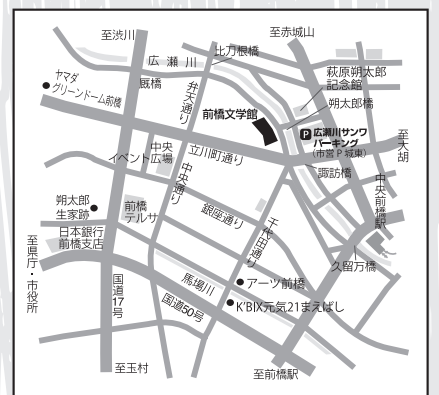 至渋川
至赤城山
広瀬川
比刀根橋
萩原朔太郎
記念館
ヤマダ
グリーンドーム前橋
厩橋
弁天通り
前橋文学館
朔太郎橋
P 広瀬川サンワ
パーキング
(市営P城東)
至大胡
中央
イベント広場
立川町通り
諏訪橋
中央通り
中央前橋駅
朔太郎
生家跡
前橋
テルサ
銀座通り
千代田通り
日本銀行
前橋支店
至県庁・市役所
久留万橋
馬場川
アーツ前橋
国道17号
国道50号
K'BIX元気21まえばし
至玉村
至前橋駅